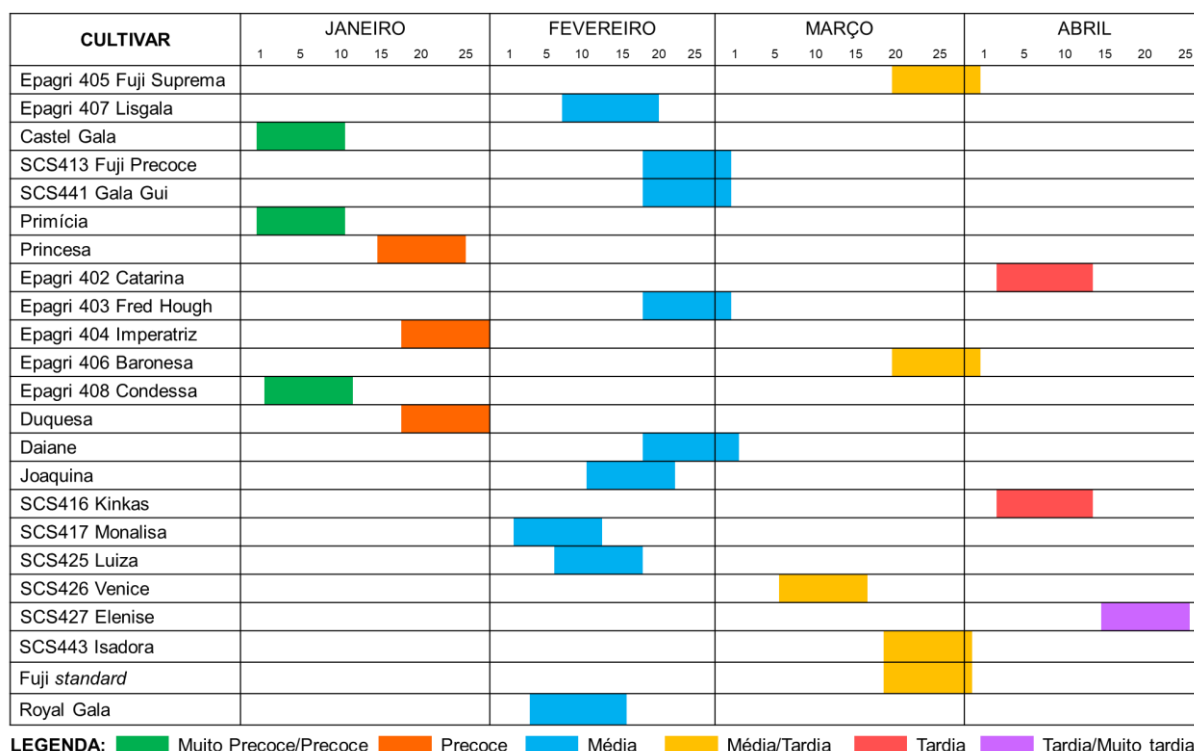 CULTIVAR JANEIRO FEVEREIRO MARÇO ABRIL
1 5 10 15 20 25 1 5 10 15 20 25 1 5 10 15 20 25 1 5 10 15 20 25
Epagri 405 Fuji Suprema
Epagri 407 Lisgala
Castel Gala
SCS413 Fuji Precoce
SCS441 Gala Gui
Primícia
Princesa
Epagri 402 Catarina
Epagri 403 Fred Hough
Epagri 404 Imperatriz
Epagri 406 Baronesa
Epagri 408 Condessa
Duquesa
Daiane
Joaquina
SCS416 Kinkas
SCS417 Monalisa
SCS425 Luiza
SCS426 Venice
SCS427 Elenise
SCS443 Isadora
Fuji standard
Royal Gala
LEGENDA: Muito Precoce/Precoce Precoce Média Média/Tardia Tardia Tardia/Muito tardia